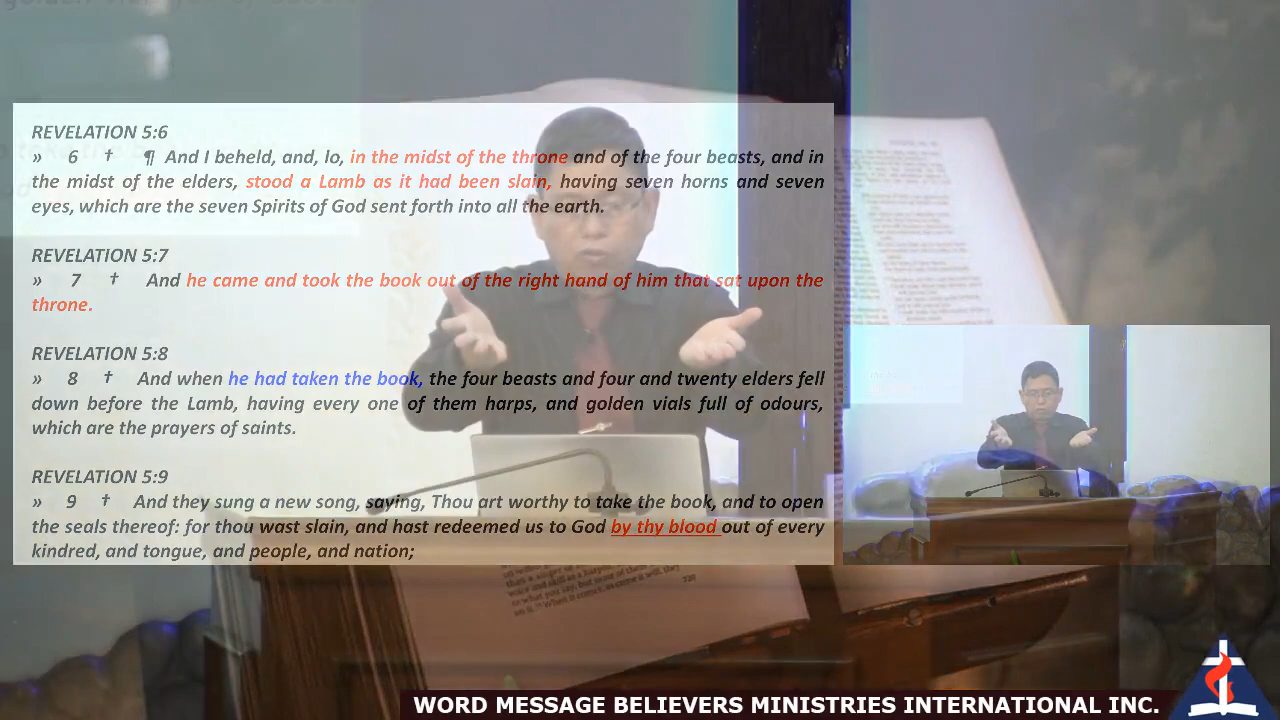 REVELATION 5:6
» 6 † ¶ And I beheld, and, lo, in the midst of the throne and of the four beasts, and in
the midst of the elders, stood a Lamb as it had been slain, having seven horns and seven
eyes, which are the seven Spirits of God sent forth into all the earth.
REVELATION 5:7
» 7 † And he came and took the book out of the right hand of him that sat upon the
throne.
REVELATION 5:8
» 8 † And when he had taken the book, the four beasts and four and twenty elders fell
down before the Lamb, having every one of them harps, and golden vials full of odours,
which are the prayers of saints.
REVELATION 5:9
» 9 † And they sung a new song, saying, Thou art worthy to take the book, and to open
the seals thereof: for thou wast slain, and hast redeemed us to God by thy blood out of every
kindred, and tongue, and people, and nation;
WORD MESSAGE BELIEVERS MINISTRIES INTERNATIONAL INC.